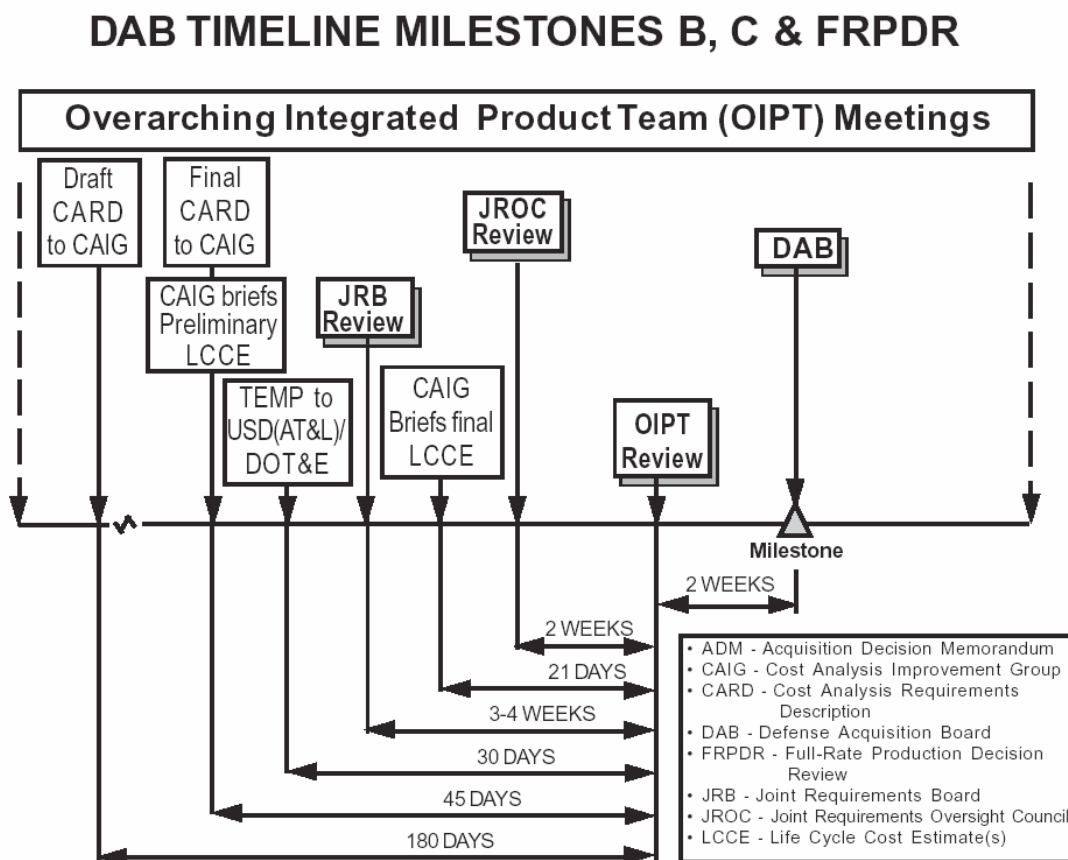 DAB TIMELINE MILESTONES B, C & FRPDR
Overarching Integrated Product Team (OIPT) Meetings
Draft
CARD
to CAIG
Final
CARD
to CAIG
CAIG briefs
Preliminary
LCCE
TEMP to
USD(AT&L)/
DOT&E
JRB
Review
CAIG
Briefs final
LCCE
JROC
Review
OIPT
Review
DAB
Milestone
2 WEEKS
2 WEEKS
21 DAYS
3-4 WEEKS
30 DAYS
45 DAYS
180 DAYS
• ADM - Acquisition Decision Memorandum
• CAIG - Cost Analysis Improvement Group
• CARD - Cost Analysis Requirements
Description
• DAB - Defense Acquisition Board
• FRPDR - Full-Rate Production Decision
Review
• JRB - Joint Requirements Board
• JROC - Joint Requirements Oversight Council
• LCCE - Life Cycle Cost Estimate(s)